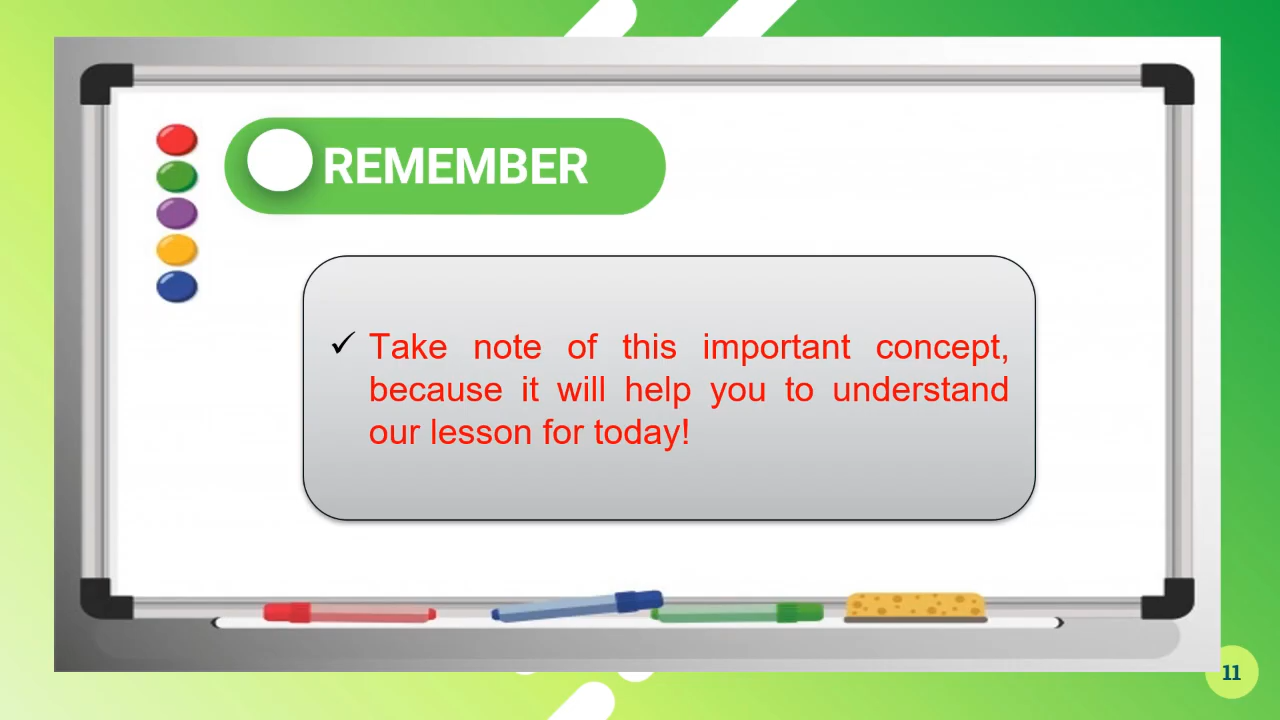 REMEMBER
✓ Take note of this important concept,
because it will help you to understand
our lesson for today!
11